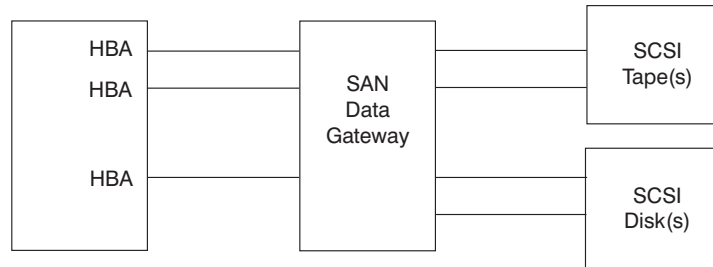 HBA
HBA
HBA
SAN
Data
Gateway
SCSI
Tape(s)
SCSI
Disk(s)